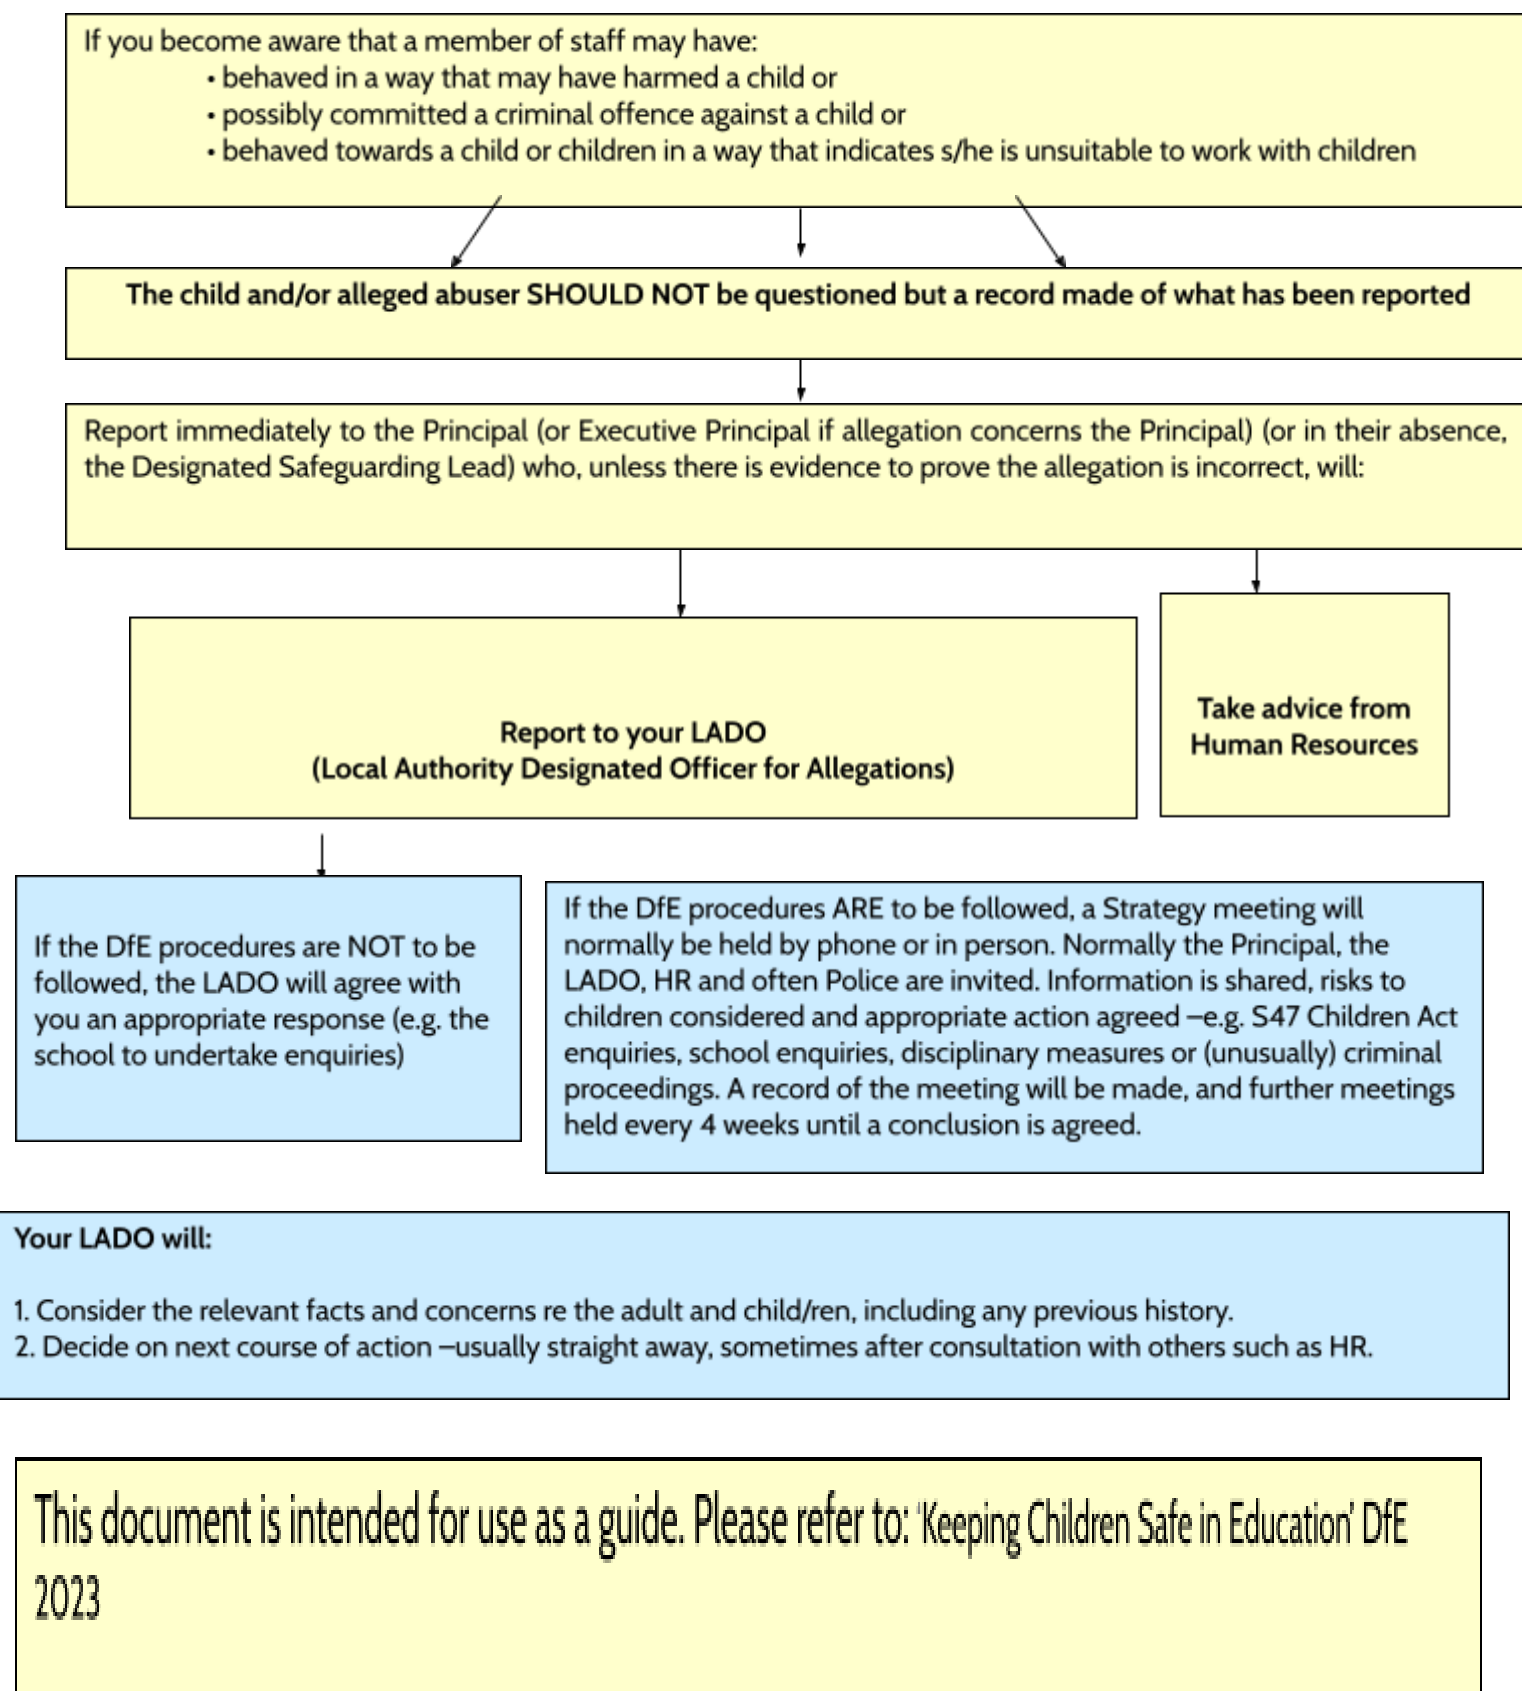 If you become aware that a member of staff may have:
• behaved in a way that may have harmed a child or
• possibly committed a criminal offence against a child or
• behaved towards a child or children in a way that indicates s/he is unsuitable to work with children
The child and/or alleged abuser SHOULD NOT be questioned but a record made of what has been reported
Report immediately to the Principal (or Executive Principal if allegation concerns the Principal) (or in their absence,
the Designated Safeguarding Lead) who, unless there is evidence to prove the allegation is incorrect, will:
Report to your LADO
(Local Authority Designated Officer for Allegations)
Take advice from
Human Resources
If the DfE procedures are NOT to be
followed, the LADO will agree with
you an appropriate response (e.g. the
school to undertake enquiries)
If the DfE procedures ARE to be followed, a Strategy meeting will
normally be held by phone or in person. Normally the Principal, the
LADO, HR and often Police are invited. Information is shared, risks to
children considered and appropriate action agreed –e.g. S47 Children Act
enquiries, school enquiries, disciplinary measures or (unusually) criminal
proceedings. A record of the meeting will be made, and further meetings
held every 4 weeks until a conclusion is agreed.
Your LADO will:
1. Consider the relevant facts and concerns re the adult and child/ren, including any previous history.
2. Decide on next course of action –usually straight away, sometimes after consultation with others such as HR.
This document is intended for use as a guide. Please refer to: ‘Keeping Children Safe in Education’ DfE
2023